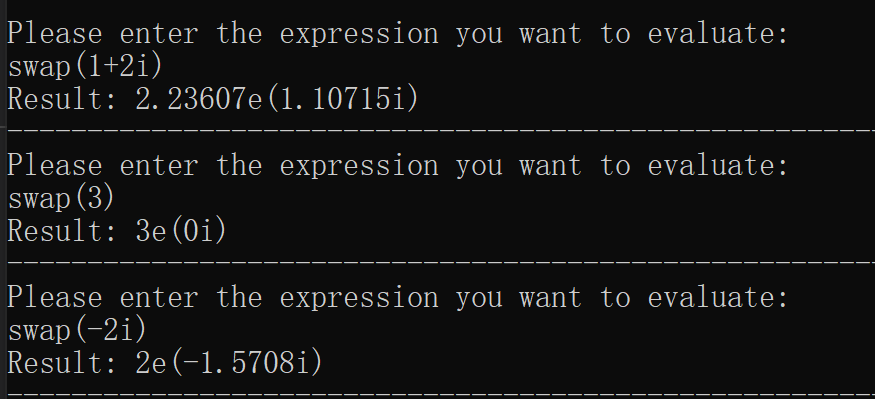 Please enter the expression you want to evaluate:
swap(1+2i)
Result: 2.23607e(1.10715i)
Please enter the expression you want to evaluate:
swap(3)
Result: 3e(0i)
Please enter the expression you want to evaluate:
swap(-2i)
Result: 2e(-1.5708i)